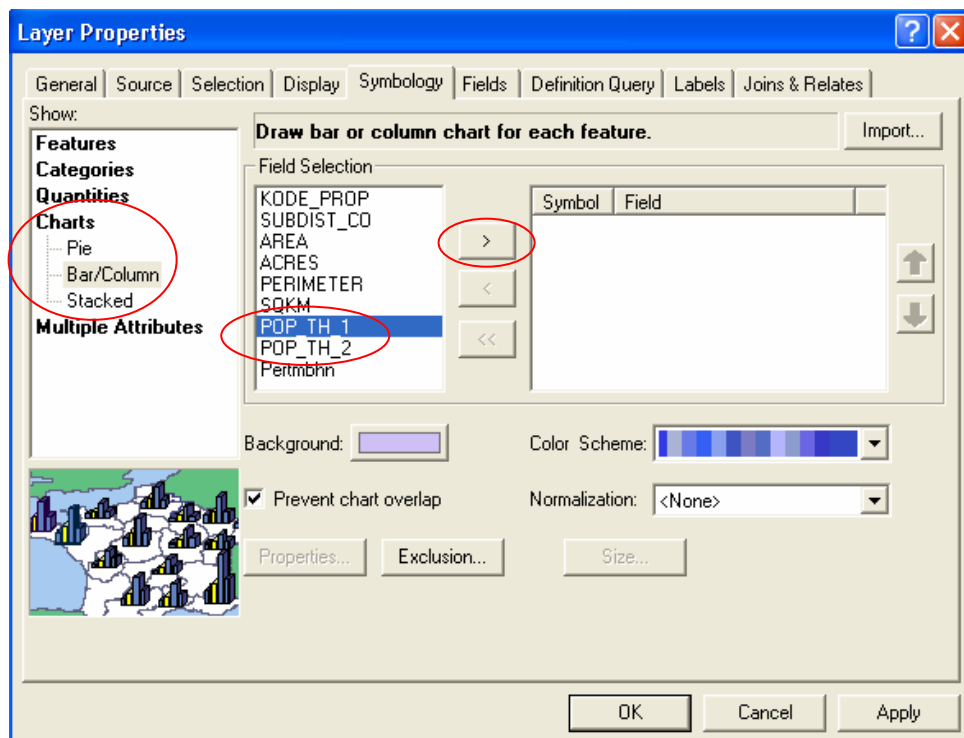 Layer Properties
General Source Selection Display Symbology Fields Definition Query Labels Joins & Relates
Show:
Features
Categories
Quantities
Charts
Pie
Bar/Column
Stacked
Multiple Attributes
Draw bar or column chart for each feature.
Import...
Field Selection
KODE_PROP
SUBDIST_CO
AREA
ACRES
PERIMETER
SQKM
POP_TH_1
POP_TH_2
Pertmbhn
>
<
<<
Symbol Field
Background:
Color Scheme:
Prevent chart overlap
Normalization: <None>
Properties... Exclusion... Size...
OK Cancel Apply